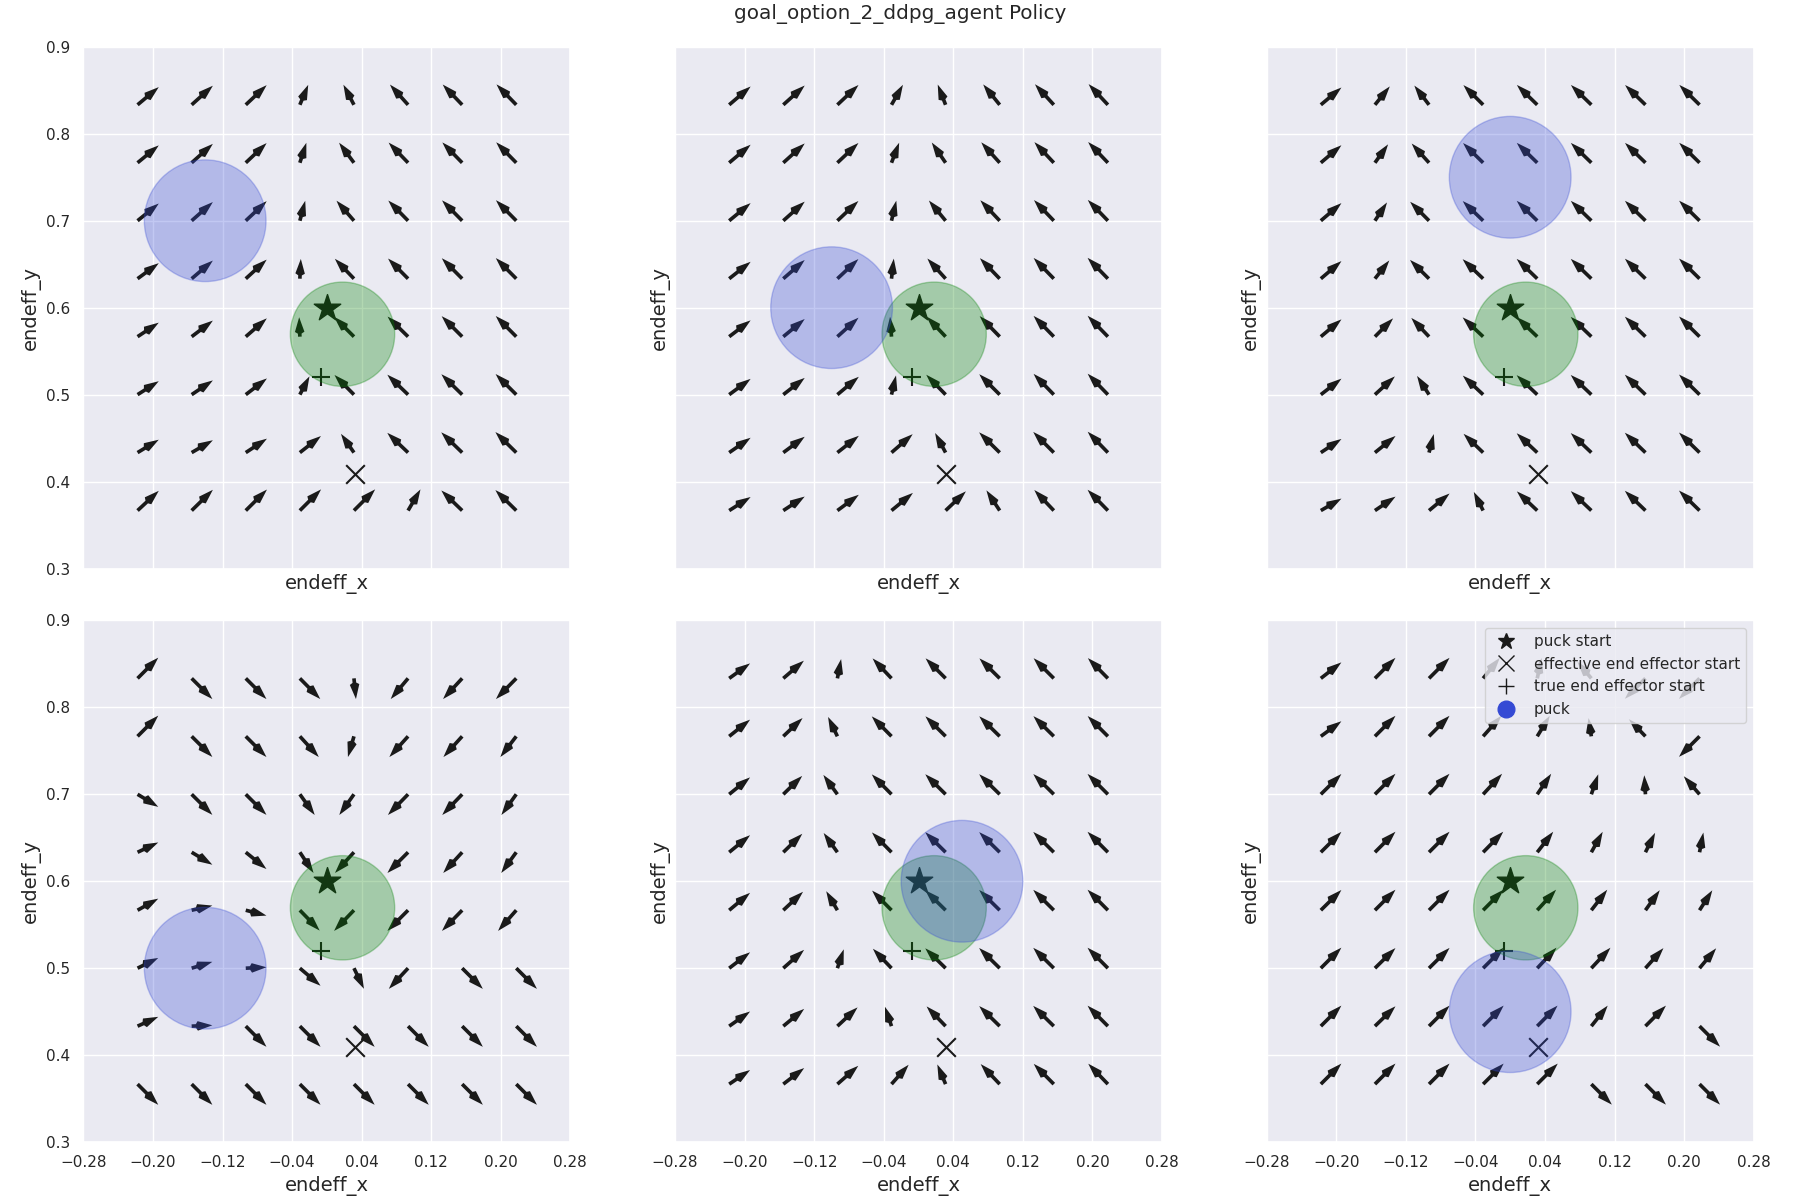 goal_option_2_ddpg_agent Policy
0.9
0.8
0.7
0.6
0.5
0.4
0.3
endeff_y
endeff_x
endeff_y
endeff_x
endeff_y
endeff_x
0.9
0.8
0.7
0.6
0.5
0.4
0.3
endeff_y
−0.28 −0.20 −0.12 −0.04 0.04 0.12 0.20 0.28
endeff_x
endeff_y
−0.28 −0.20 −0.12 −0.04 0.04 0.12 0.20 0.28
endeff_x
puck start
effective end effector start
true end effector start
puck
endeff_y
−0.28 −0.20 −0.12 −0.04 0.04 0.12 0.20 0.28
endeff_x